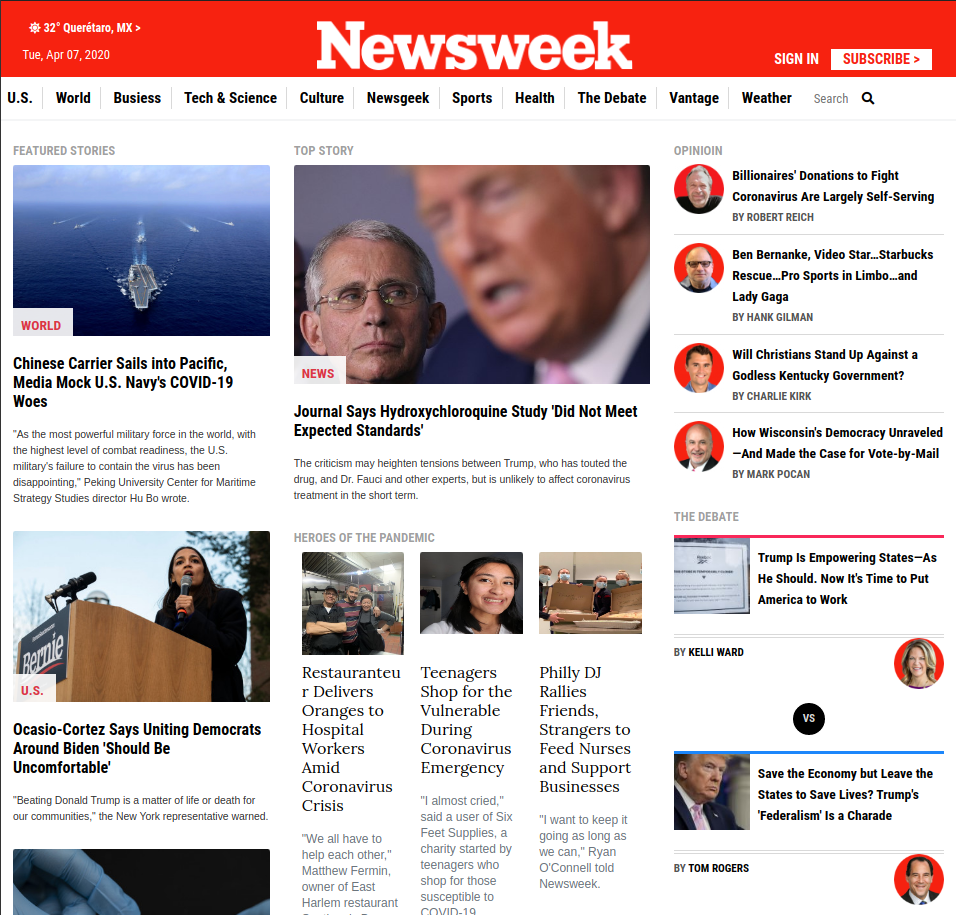 32° Querétaro, MX >
Tue, Apr 07, 2020
Newsweek
SIGN IN
SUBSCRIBE >
U.S.
World
Busiess
Tech & Science
Culture
Newsgeek
Sports
Health
The Debate
Vantage
Weather
Search
FEATURED STORIES
WORLD
Chinese Carrier Sails into Pacific,
Media Mock U.S. Navy's COVID-19
Woes
"As the most powerful military force in the world, with
the highest level of combat readiness, the U.S.
military's failure to contain the virus has been
disappointing," Peking University Center for Maritime
Strategy Studies director Hu Bo wrote.
Bernie
U.S.
Ocasio-Cortez Says Uniting Democrats
Around Biden 'Should Be
Uncomfortable'
"Beating Donald Trump is a matter of life or death for
our communities," the New York representative warned.
TOP STORY
NEWS
Journal Says Hydroxychloroquine Study 'Did Not Meet
Expected Standards'
The criticism may heighten tensions between Trump, who has touted the
drug, and Dr. Fauci and other experts, but is unlikely to affect coronavirus
treatment in the short term.
HEROES OF THE PANDEMIC
Restauranteu
r Delivers
Oranges to
Hospital
Workers
Amid
Coronavirus
Crisis
"We all have to
help each other,"
Matthew Fermin,
owner of East
Harlem restaurant
Teenagers
Shop for the
Vulnerable
During
Coronavirus
Emergency
"I almost cried,"
said a user of Six
Feet Supplies, a
charity started by
teenagers who
shop for those
susceptible to
COVID-19
Philly DJ
Rallies
Friends,
Strangers to
Feed Nurses
and Support
Businesses
"I want to keep it
going as long as
we can," Ryan
O'Connell told
Newsweek.
OPINIOIN
Billionaires' Donations to Fight
Coronavirus Are Largely Self-Serving
BY ROBERT REICH
Ben Bernanke, Video Star…Starbucks
Rescue…Pro Sports in Limbo…and
Lady Gaga
BY HANK GILMAN
Will Christians Stand Up Against a
Godless Kentucky Government?
BY CHARLIE KIRK
How Wisconsin's Democracy Unraveled
—And Made the Case for Vote-by-Mail
BY MARK POCAN
THE DEBATE
Trump Is Empowering States—As
He Should. Now It's Time to Put
America to Work
BY KELLI WARD
VS
Save the Economy but Leave the
States to Save Lives? Trump's
'Federalism' Is a Charade
BY TOM ROGERS